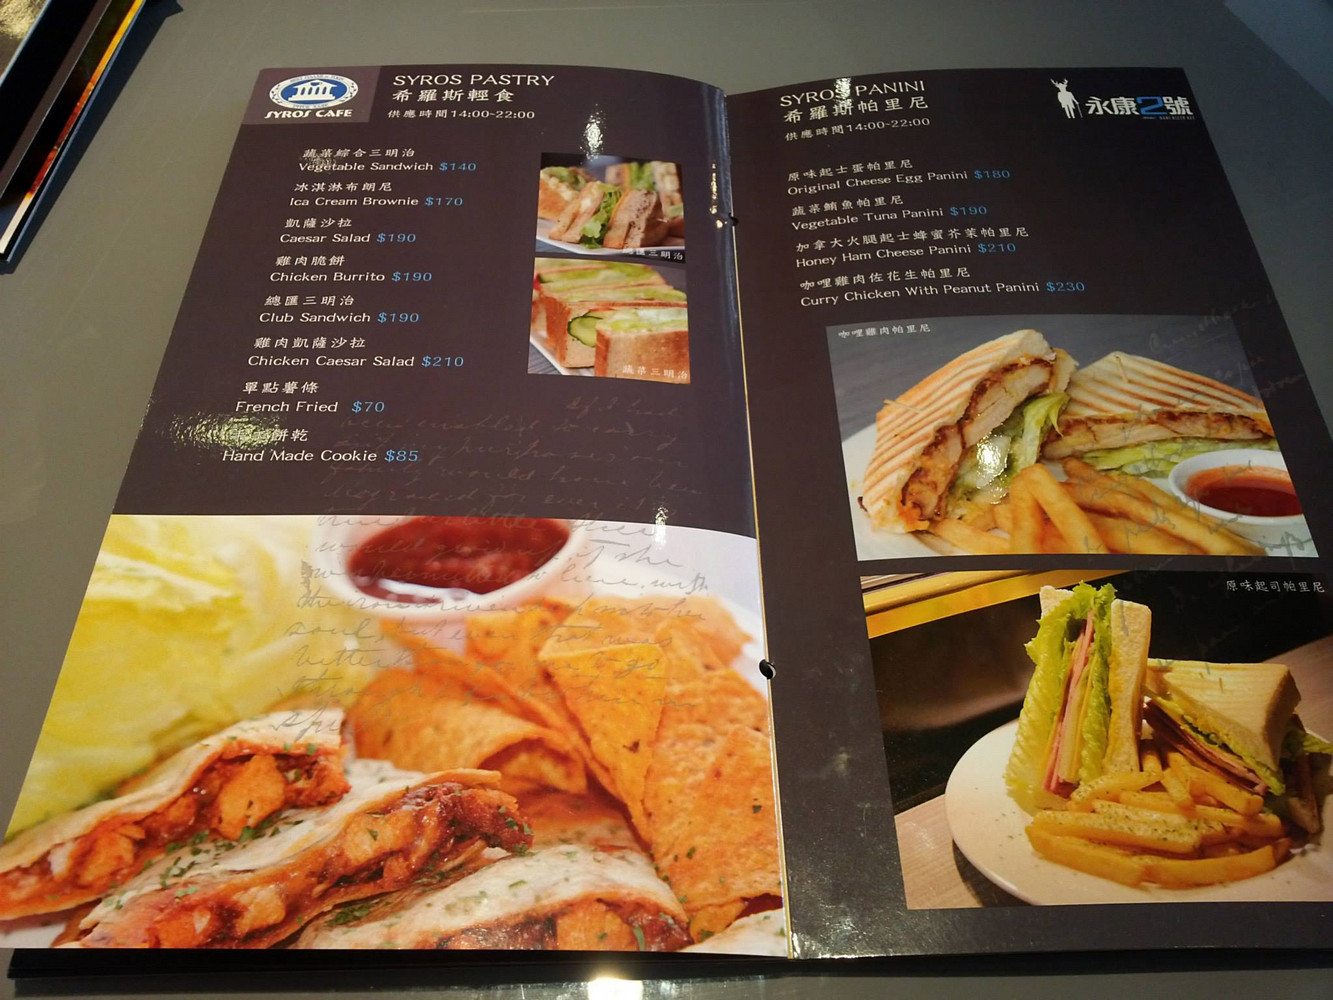 SYROS CAFE
SYROS PASTRY
希羅斯輕食
供應時間14:00~22:00
蔬菜綜合三明治
Vegetable Sandwich $140
冰淇淋布朗尼
Ica Cream Brownie $170
凱薩沙拉
Caesar Salad $190
雞肉脆餅
Chicken Burrito $190
總匯三明治
Club Sandwich $190
雞肉凱薩沙拉
Chicken Caesar Salad $210
單點薯條
French Fried $70
餅乾
Hand Made Cookie $85
匯三明治
蔬菜三明治
SYROS PANINI
希羅斯帕里尼
供應時間14:00~22:00
永康2號
原味起士蛋帕里尼
Original Cheese Egg Panini $180
蔬菜鮪魚帕里尼
Vegetable Tuna Panini $190
加拿大火腿起士蜂蜜芥茉帕里尼
Honey Ham Cheese Panini $210
咖哩雞肉佐花生帕里尼
Curry Chicken With Peanut Panini $230
咖哩雞肉帕里尼
原味起司帕里尼